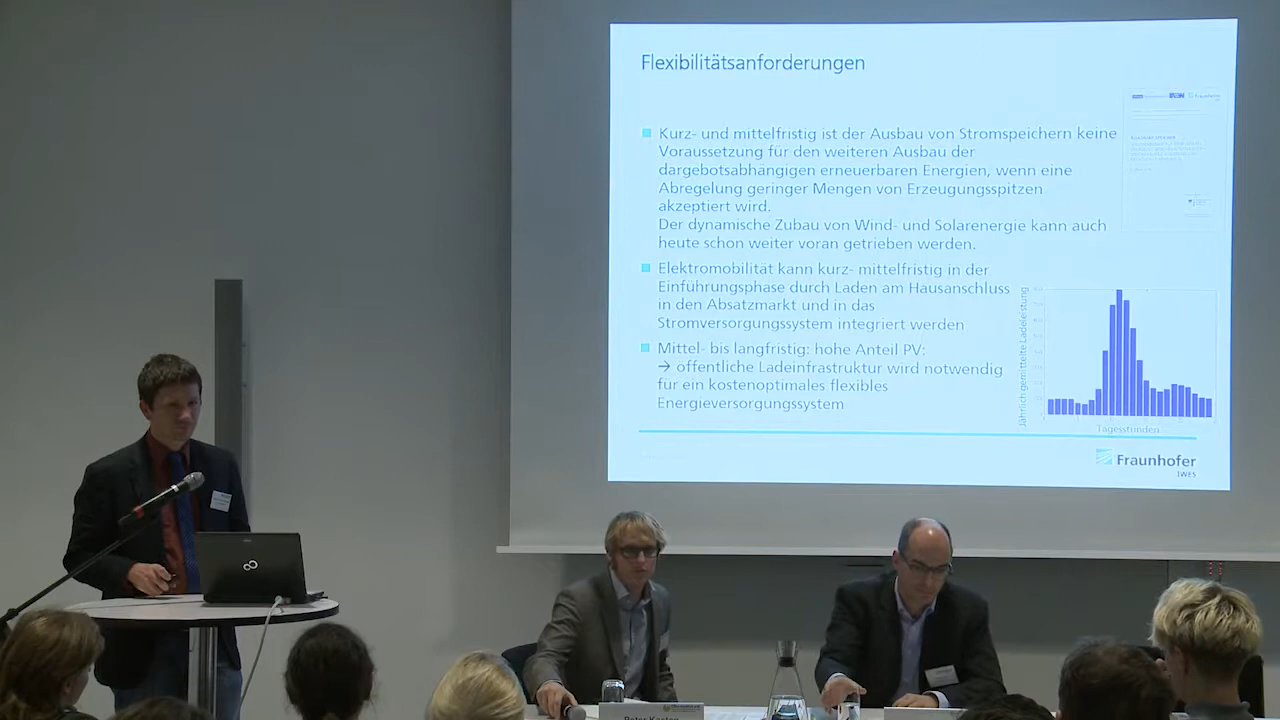 Flexibilitätsanforderungen
Kurz- und mittelfristig ist der Ausbau von Stromspeichern keine
Voraussetzung für den weiteren Ausbau der
dargebotsabhängigen erneuerbaren Energien, wenn eine
Abregelung geringer Mengen von Erzeugungsspitzen
akzeptiert wird.
Der dynamische Zubau von Wind- und Solarenergie kann auch
heute schon weiter voran getrieben werden.
Elektromobilität kann kurz- mittelfristig in der
Einführungsphase durch Laden am Hausanschluss
in den Absatzmarkt und in das
Stromversorgungssystem integriert werden
Mittel- bis langfristig: hohe Anteil PV:
→ öffentliche Ladeinfrastruktur wird notwendig
für ein kostenoptimales flexibles
Energieversorgungssystem
Jährlich gemittelte Ladeleistung
Tagesstunden
Fraunhofer
IWES
Peter Kasten